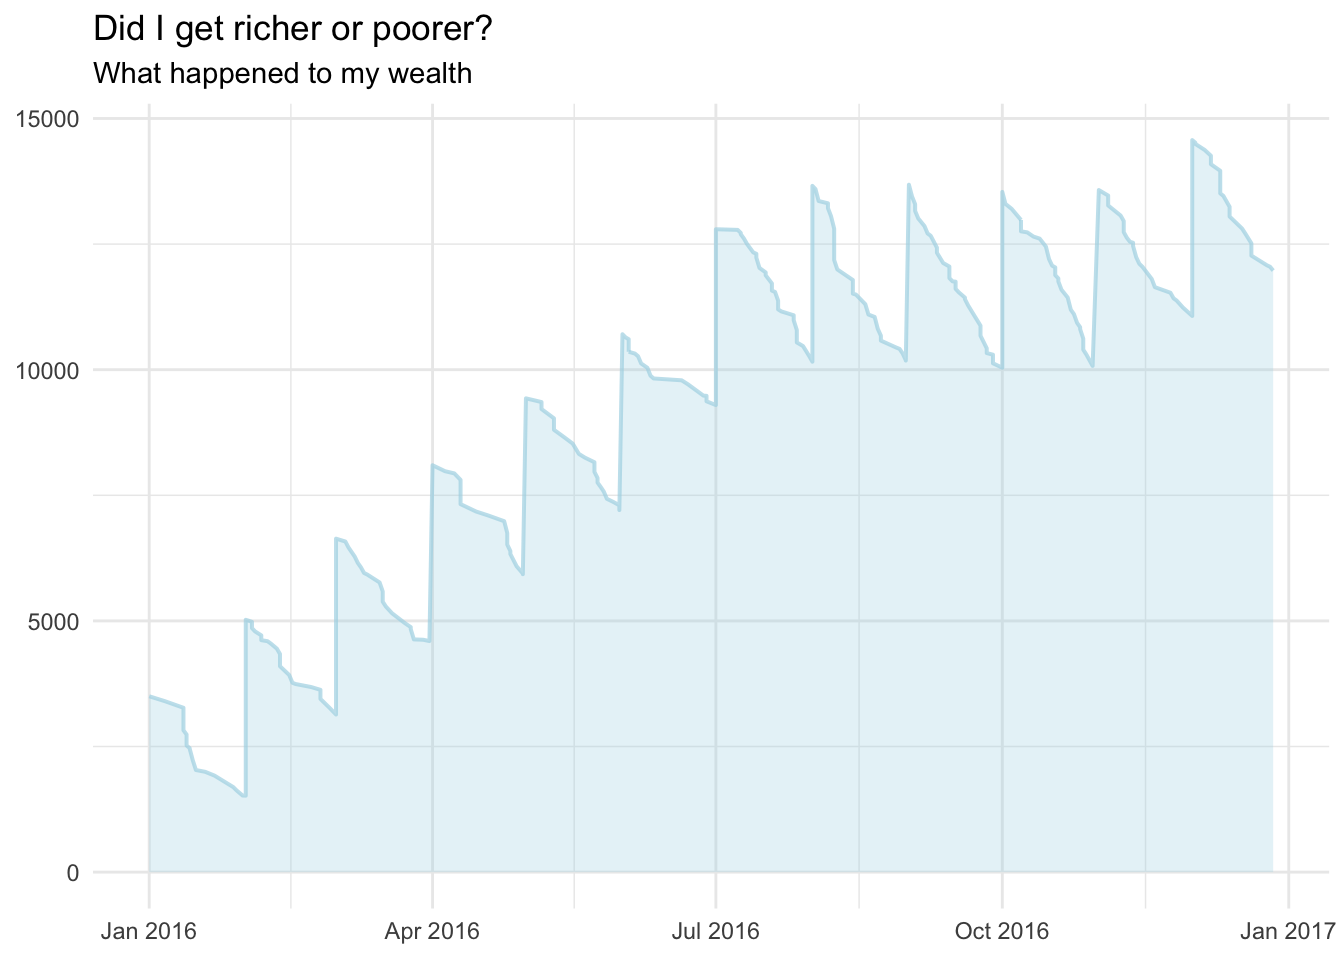 Did I get richer or poorer?
What happened to my wealth
15000
10000
5000
0
Jan 2016 Apr 2016 Jul 2016 Oct 2016 Jan 2017